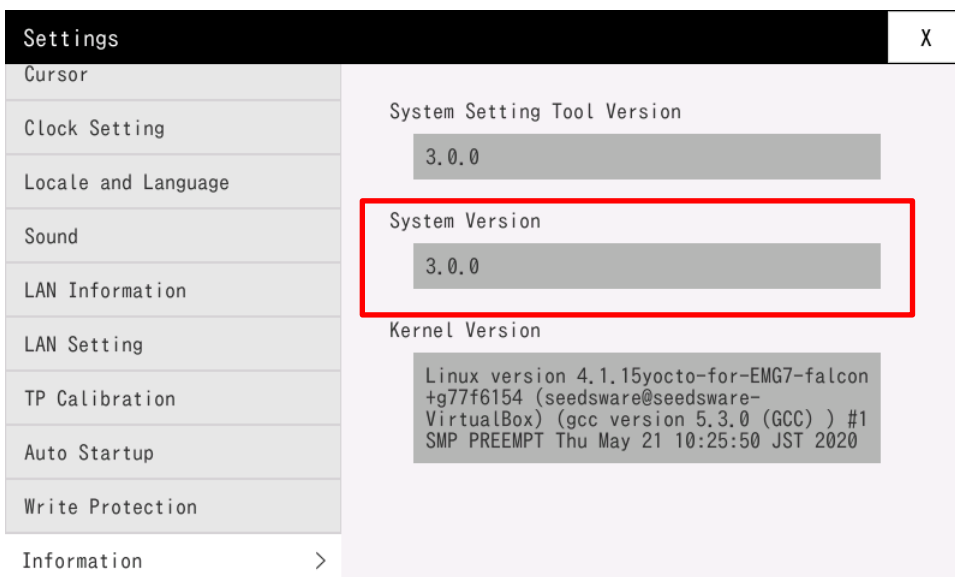 Settings
X
Cursor
Clock Setting
Locale and Language
Sound
LAN Information
LAN Setting
TP Calibration
Auto Startup
Write Protection
Information >
System Setting Tool Version
3.0.0
System Version
3.0.0
Kernel Version
Linux version 4.1.15yocto-for-EMG7-falcon
+g77f6154 (seedsware@seedsware-
VirtualBox) (gcc version 5.3.0 (GCC) ) #1
SMP PREEMPT Thu May 21 10:25:50 JST 2020